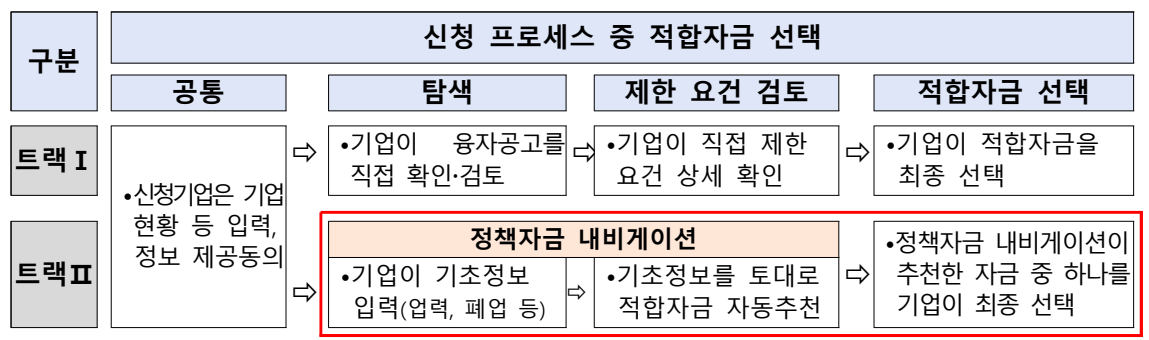 구분
신청 프로세스 중 적합자금 선택
공통
탐색
제한 요건 검토
적합자금 선택
트랙Ⅰ
•신청기업은 기업
현황 등 입력,
정보 제공동의
⇨
•기업이 융자공고를
직접 확인·검토
⇨
•기업이 직접 제한
요건 상세 확인
⇨
•기업이 적합자금을
최종 선택
트랙Ⅱ
⇨
정책자금 내비게이션
•기업이 기초정보
입력(업력, 폐업 등)
⇨
•기초정보를 토대로
적합자금 자동추천
⇨
•정책자금 내비게이션이
추천한 자금 중 하나를
기업이 최종 선택